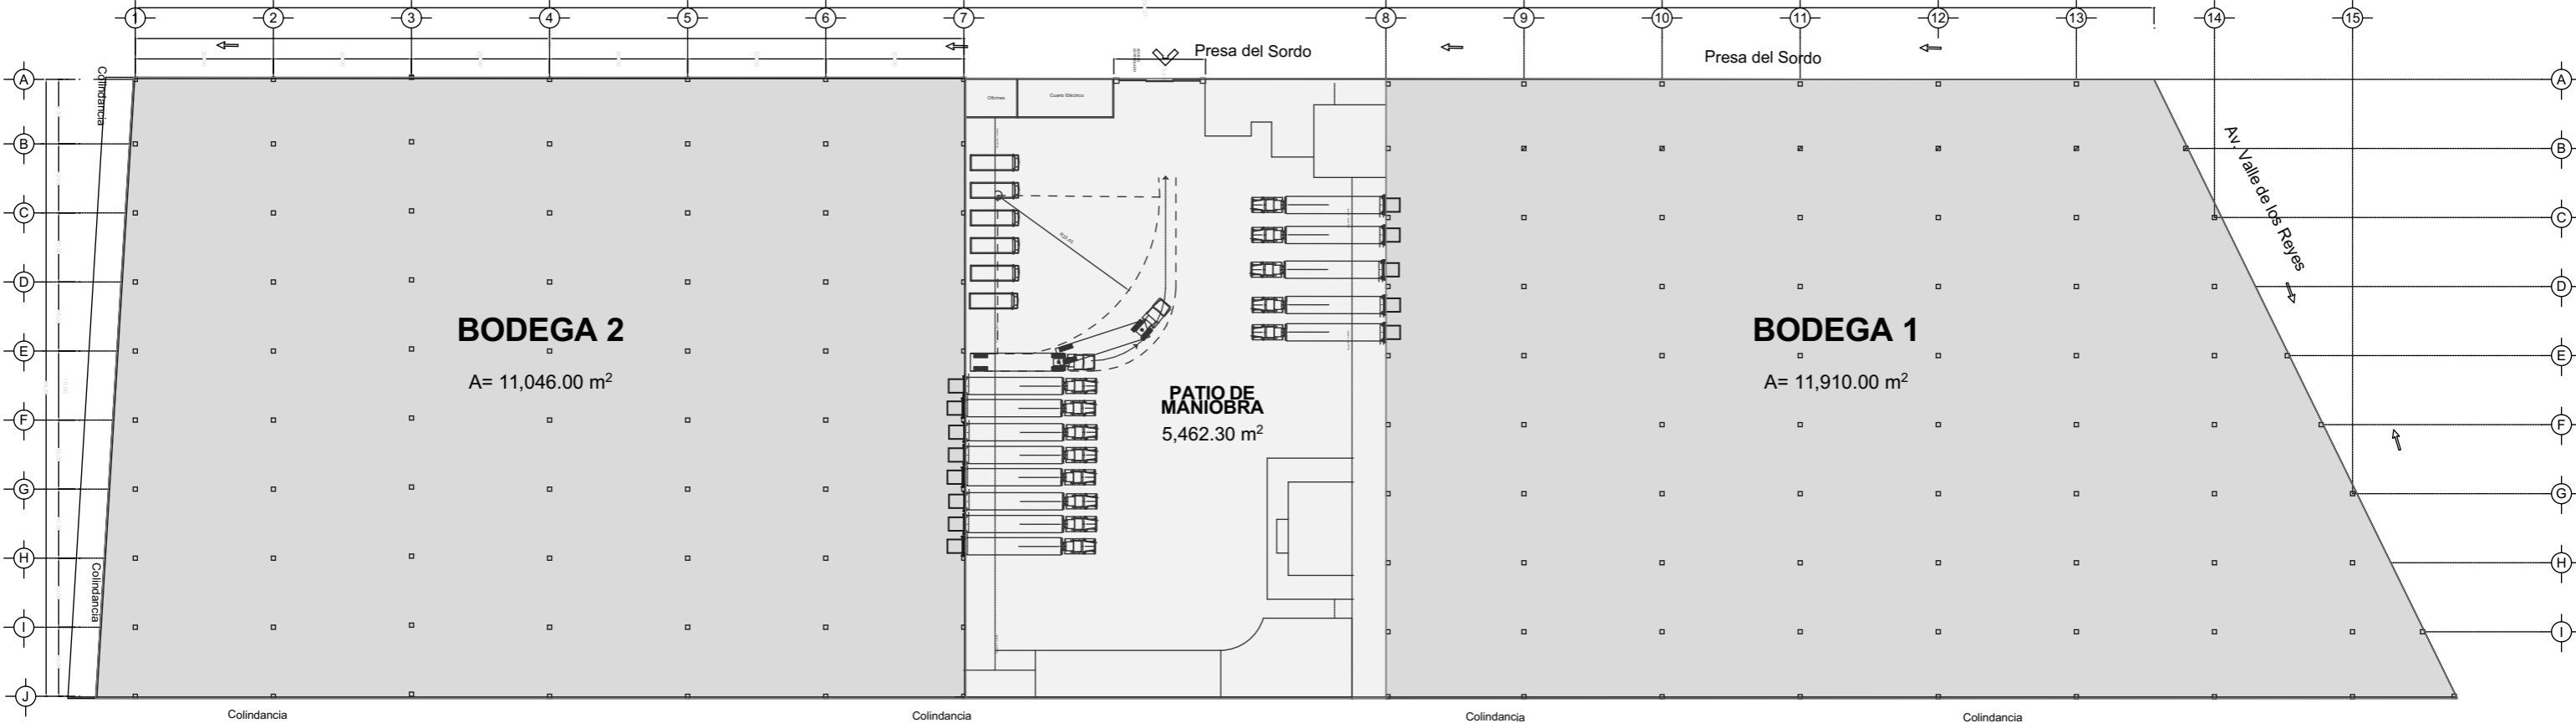 1 2 3 4 5 6 7 8 9 10 11 12 13 14 15
Presa del Sordo
Presa del Sordo
A
A
B
B
C
C
D
D
E
E
F
F
G
G
H
H
I
I
J
Colindancia
Oficinas
Cuarto Eléctrico
Av. Valle de los Reyes
BODEGA 2
A= 11,046.00 m²
PATIO DE
MANIOBRA
5,462.30 m²
BODEGA 1
A= 11,910.00 m²
Colindancia
Colindancia
Colindancia
Colindancia
Colindancia